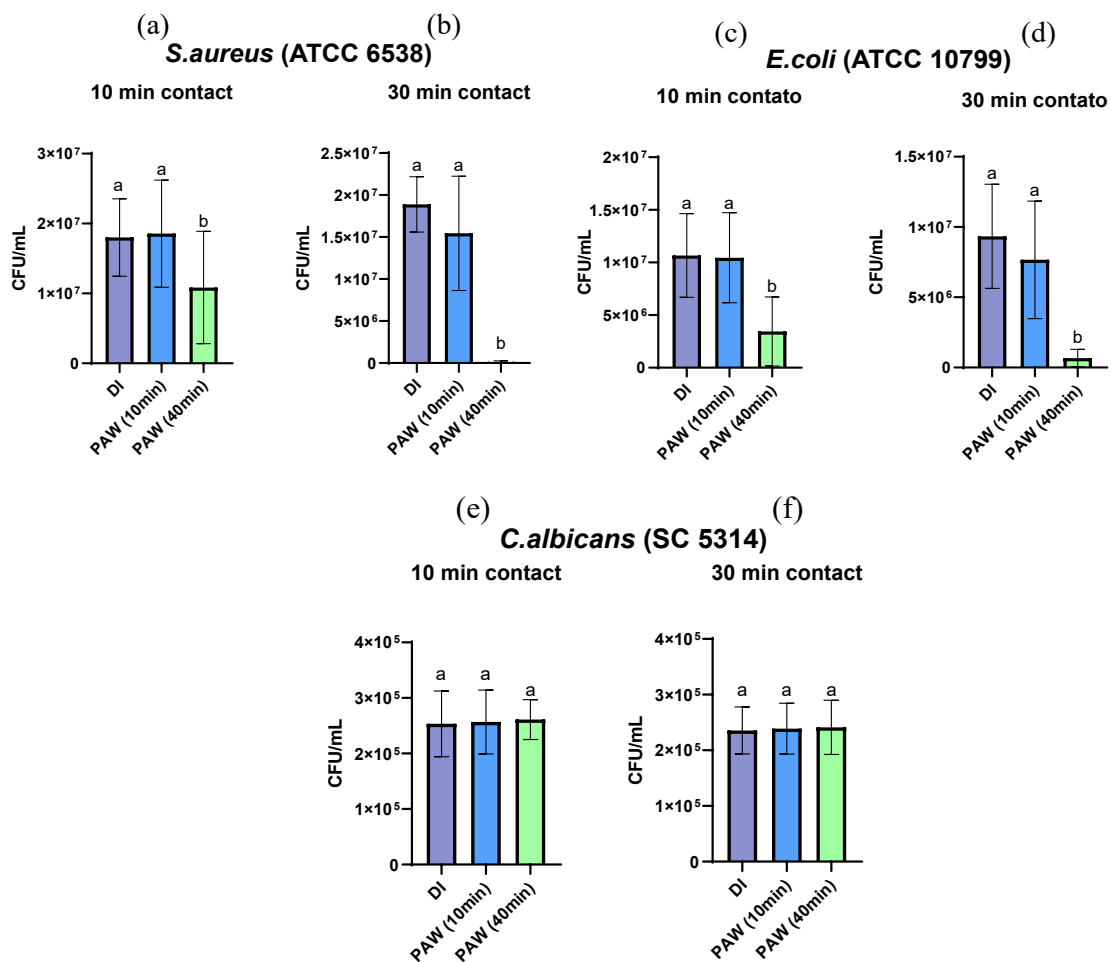 (a)
(b)
S.aureus (ATCC 6538)
10 min contact
30 min contact
CFU/mL
3×10⁷
2×10⁷
1×10⁷
0
a
a
b
DI
PAW (10min)
PAW (40min)
CFU/mL
2.5×10⁷
2×10⁷
1.5×10⁷
1×10⁷
5×10⁶
0
a
a
b
DI
PAW (10min)
PAW (40min)
(c)
(d)
E.coli (ATCC 10799)
10 min contato
30 min contato
CFU/mL
2×10⁷
1.5×10⁷
1×10⁷
5×10⁶
0
a
a
b
DI
PAW (10min)
PAW (40min)
CFU/mL
1.5×10⁷
1×10⁷
5×10⁶
0
a
a
b
DI
PAW (10min)
PAW (40min)
(e)
(f)
C.albicans (SC 5314)
10 min contact
30 min contact
CFU/mL
4×10⁵
3×10⁵
2×10⁵
1×10⁵
0
a
a
a
DI
PAW (10min)
PAW (40min)
CFU/mL
4×10⁵
3×10⁵
2×10⁵
1×10⁵
0
a
a
a
DI
PAW (10min)
PAW (40min)